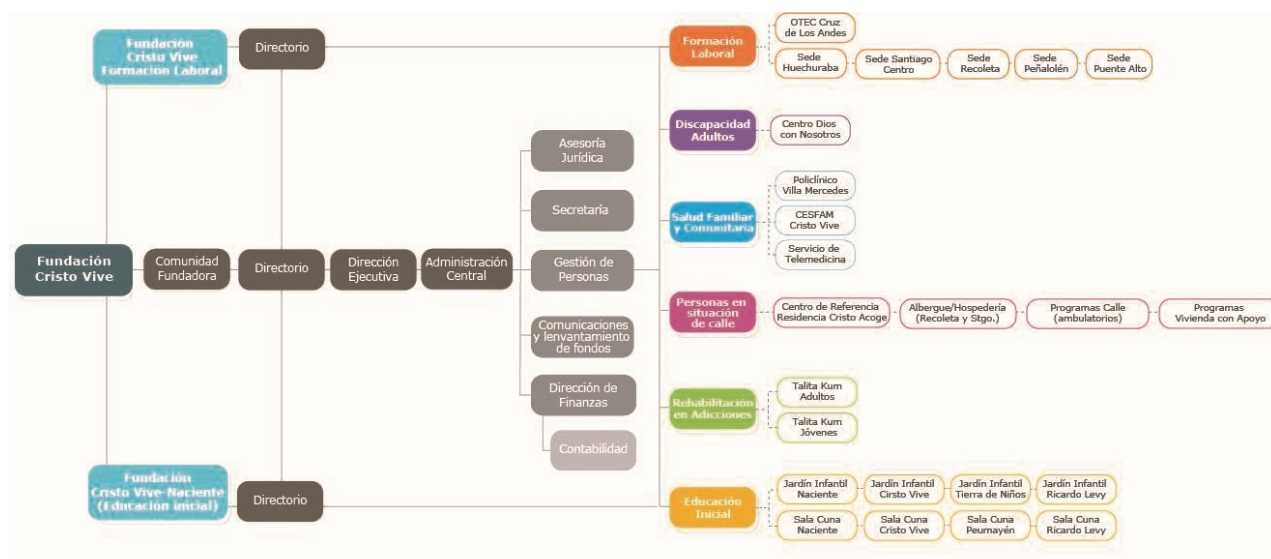 Fundación
Cristo Vive
Formación Laboral
Directorio
Formación
Laboral
OTEC Cruz
de Los Andes
Sede
Huechuraba
Sede Santiago
Centro
Sede
Recoleta
Sede
Peñalolén
Sede
Puente Alto
Discapacidad
Adultos
Centro Dios
con Nosotros
Asesoría
Jurídica
Secretaría
Salud Familiar
y Comunitaria
Policlínico
Villa Mercedes
CESFAM
Cristo Vive
Servicio de
Telemedicina
Fundación
Cristo Vive
Comunidad
Fundadora
Directorio
Dirección
Ejecutiva
Administración
Central
Gestión de
Personas
Personas en
situación
de calle
Centro de Referencia
Residencia Cristo Acoge
Albergue/Hospedería
(Recoleta y Stgo.)
Programas Calle
(ambulatorios)
Programas
Vivienda con Apoyo
Comunicaciones
y lenvantamiento
de fondos
Dirección de
Finanzas
Contabilidad
Rehabilitación
en Adicciones
Talita Kum
Adultos
Talita Kum
Jóvenes
Fundación
Cristo Vive-Naciente
(Educación inicial)
Directorio
Educación
Inicial
Jardín Infantil
Naciente
Jardín Infantil
Cirsto Vive
Jardín Infantil
Tierra de Niños
Jardín Infantil
Ricardo Levy
Sala Cuna
Naciente
Sala Cuna
Cristo Vive
Sala Cuna
Peumayén
Sala Cuna
Ricardo Levy